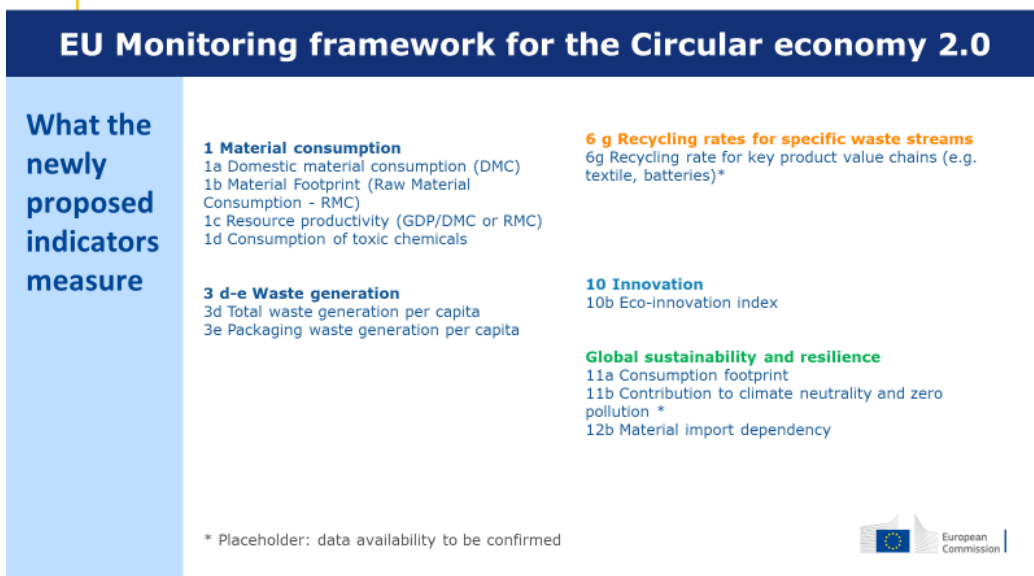 EU Monitoring framework for the Circular economy 2.0
What the
newly
proposed
indicators
measure
1 Material consumption
1a Domestic material consumption (DMC)
1b Material Footprint (Raw Material
Consumption - RMC)
1c Resource productivity (GDP/DMC or RMC)
1d Consumption of toxic chemicals
3 d-e Waste generation
3d Total waste generation per capita
3e Packaging waste generation per capita
6 g Recycling rates for specific waste streams
6g Recycling rate for key product value chains (e.g.
textile, batteries)*
10 Innovation
10b Eco-innovation index
Global sustainability and resilience
11a Consumption footprint
11b Contribution to climate neutrality and zero
pollution *
12b Material import dependency
* Placeholder: data availability to be confirmed
European
Commission